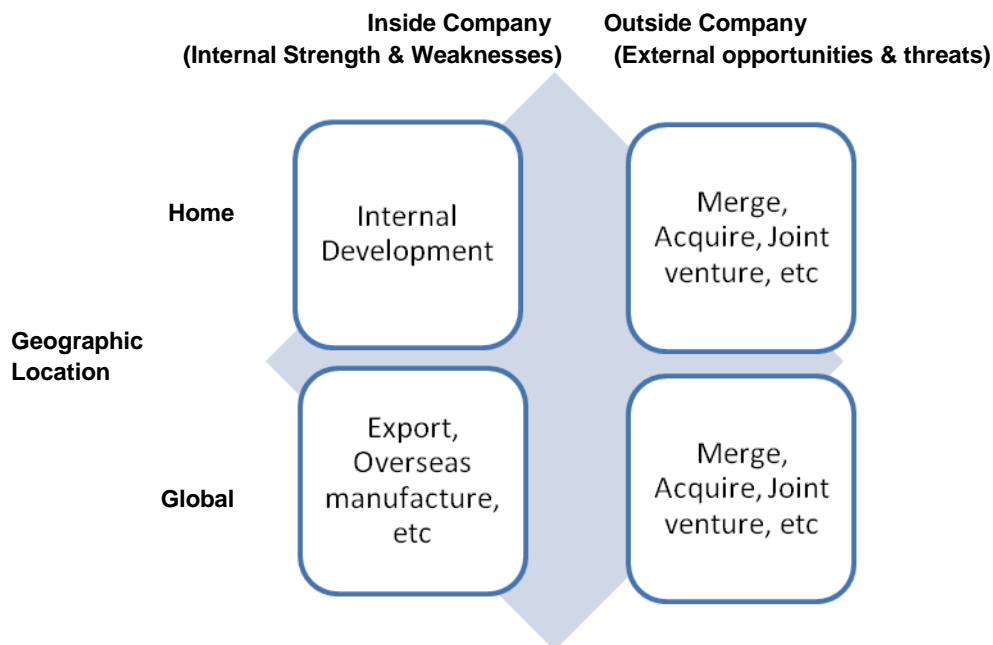 Inside Company
Outside Company
(Internal Strength & Weaknesses)
(External opportunities & threats)
Home
Internal
Development
Merge,
Acquire, Joint
venture, etc
Geographic
Location
Global
Export,
Overseas
manufacture,
etc
Merge,
Acquire, Joint
venture, etc